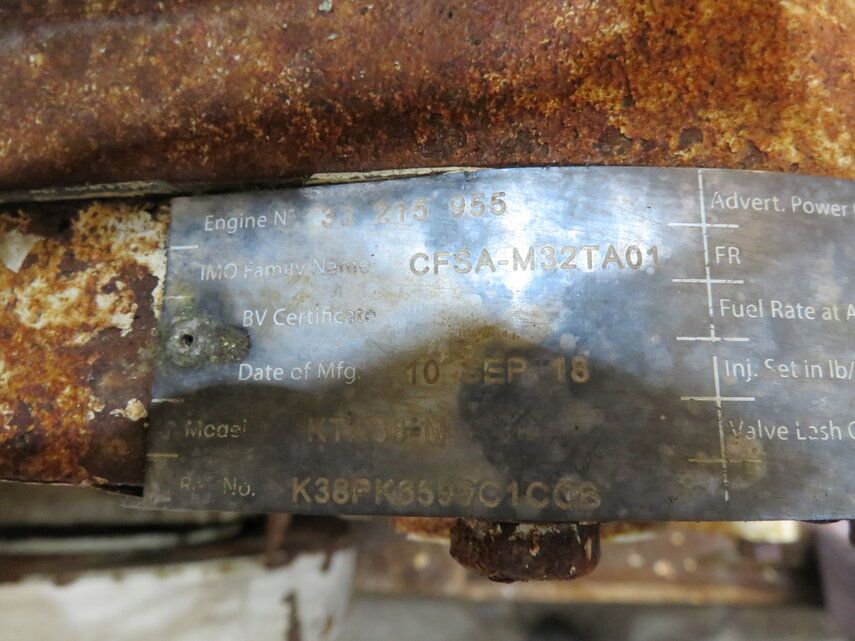 Engine Nº 33 215 955
Advert. Power
IMO Family Name CFSA-M32TA01
FR
BV Certificate
Fuel Rate at
Date of Mfg. 10 SEP 18
Inj. Set in lb/
Model
Valve Lash
No.